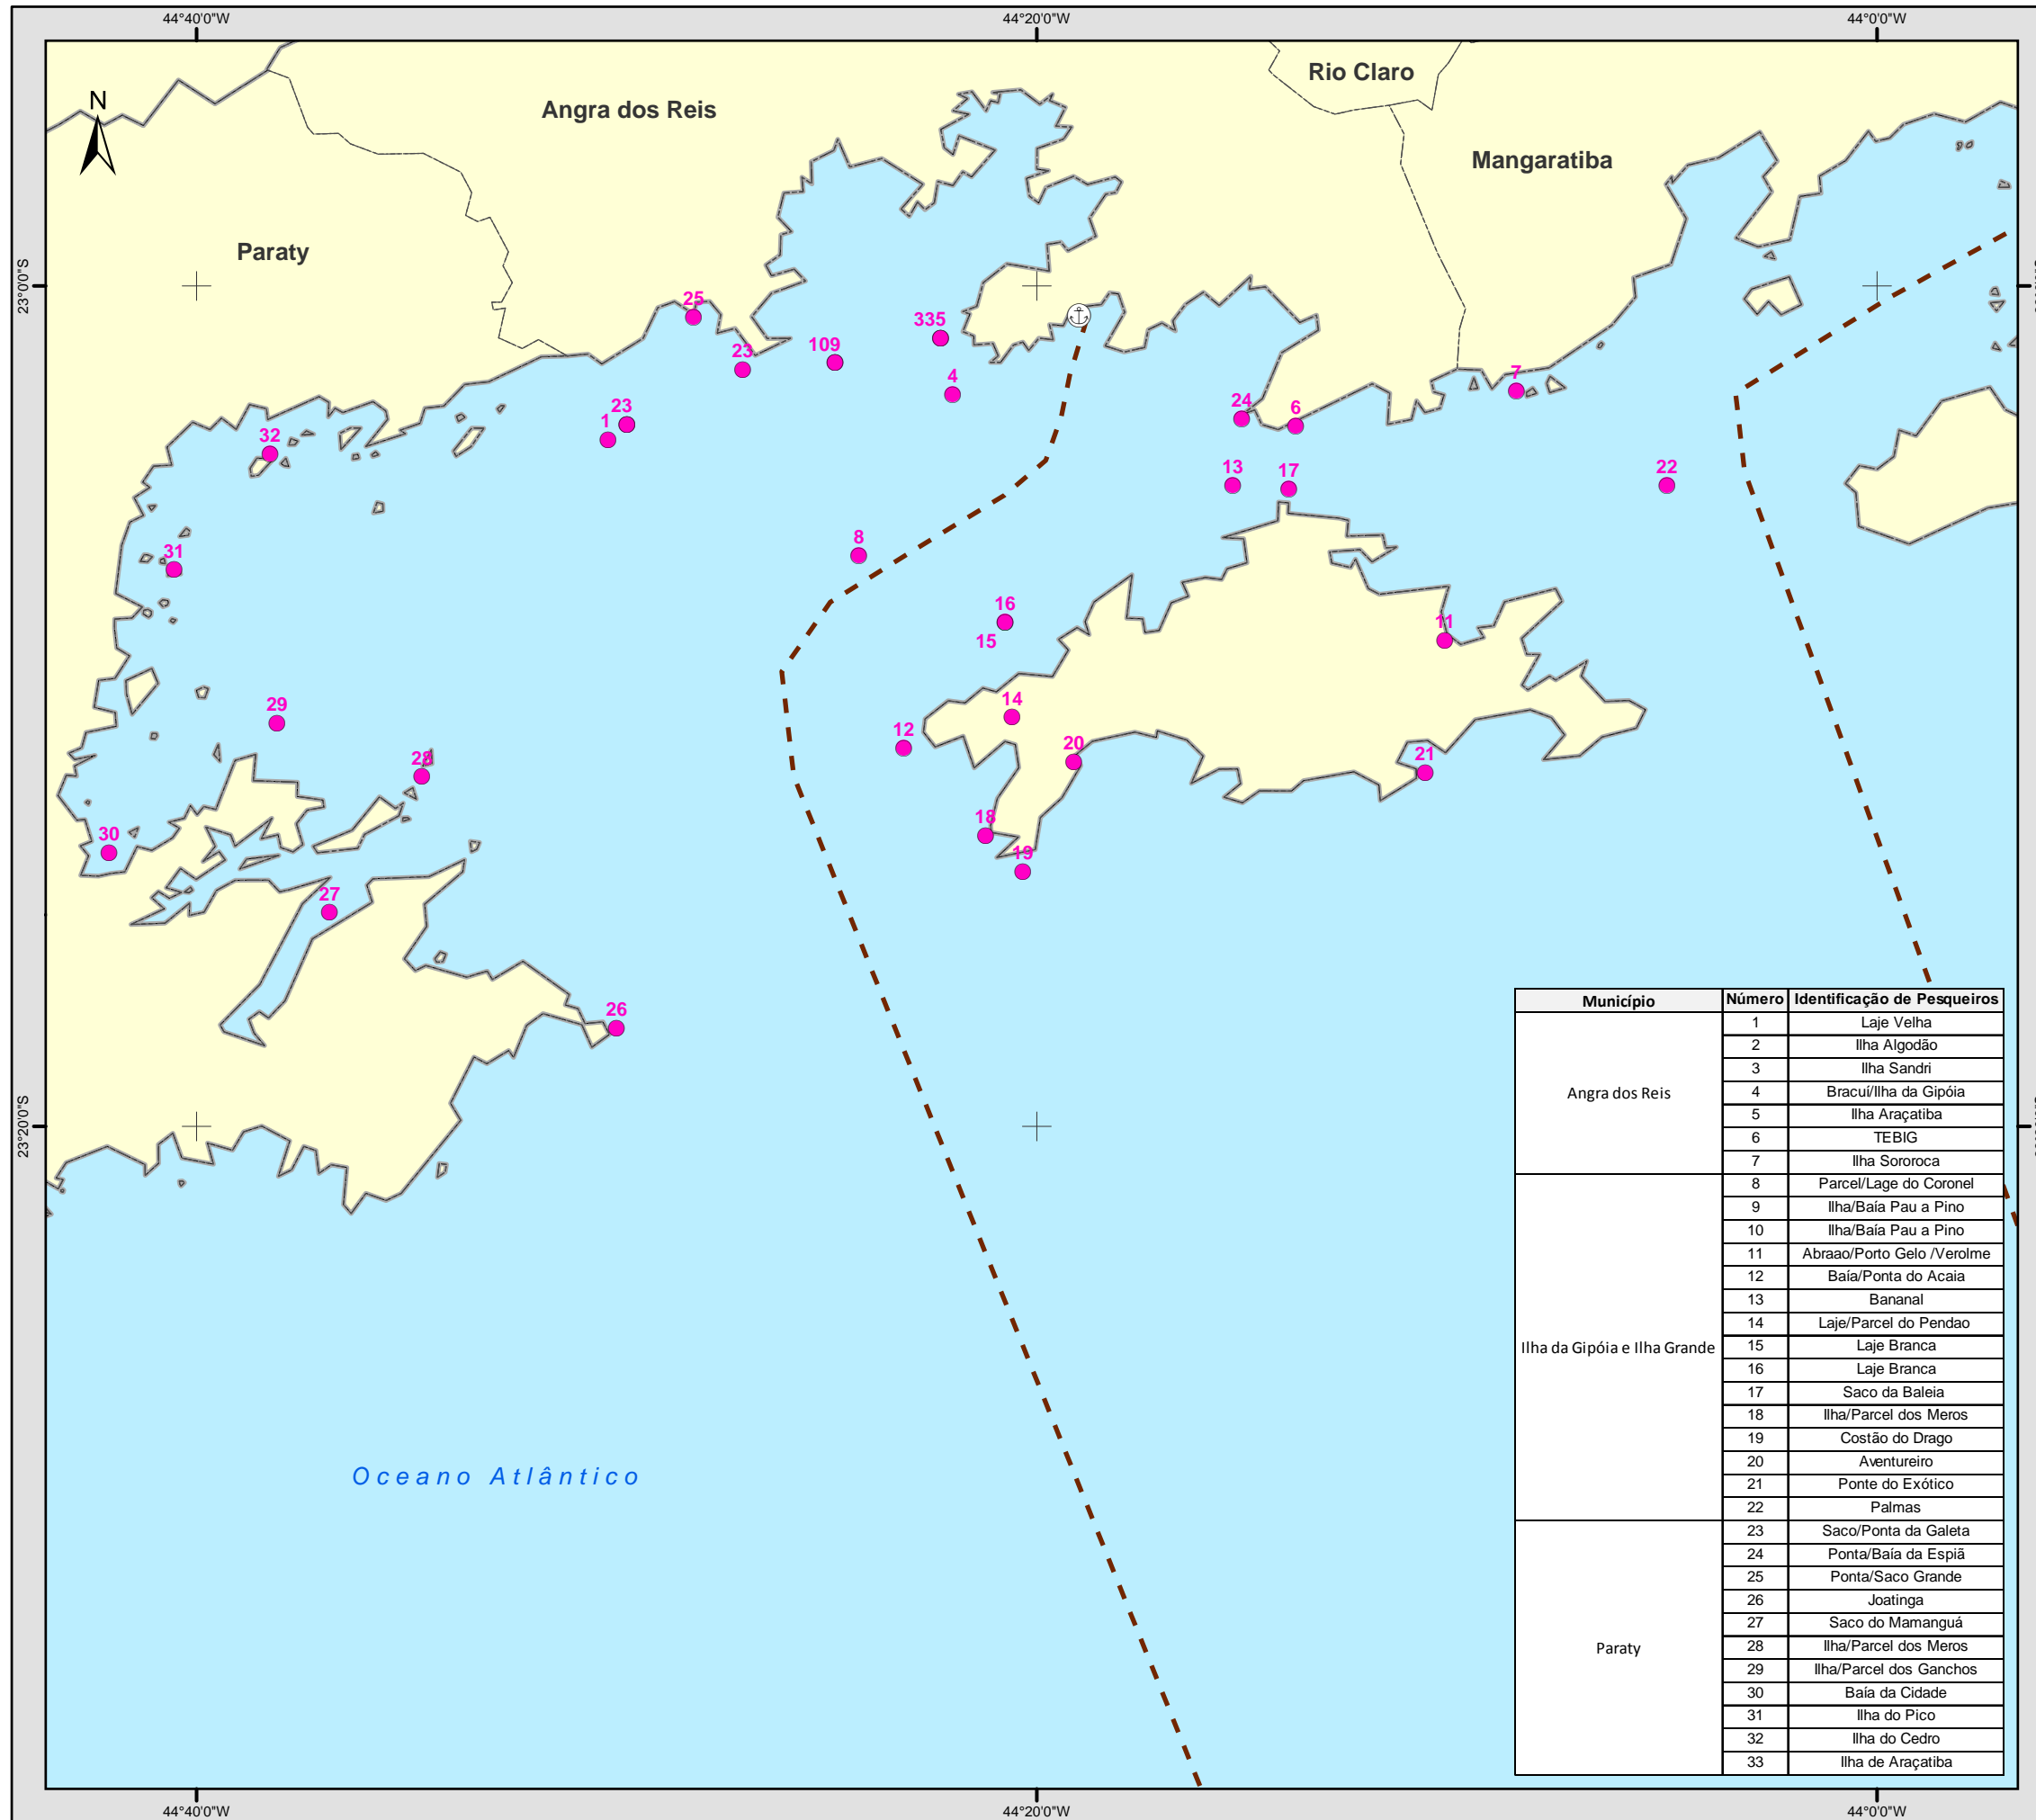 44°40'0"W 44°20'0"W 44°0'0"W
N
Rio Claro
Angra dos Reis
Mangaratiba
Paraty
23°0'0"S
25
335
23 109
4
7
24 6
23
1
32
13 17 22
8
31
16
15
11
14
29
12
20
28
21
18
30
19
27
26
23°20'0"S
Oceano Atlântico
Município Número Identificação de Pesqueiros
Angra dos Reis
1 Laje Velha
2 Ilha Algodão
3 Ilha Sandri
4 Bracuí/Ilha da Gipóia
5 Ilha Araçatiba
6 TEBIG
7 Ilha Sororoca
Ilha da Gipóia e Ilha Grande
8 Parcel/Lage do Coronel
9 Ilha/Baía Pau a Pino
10 Ilha/Baía Pau a Pino
11 Abraao/Porto Gelo /Verolme
12 Baía/Ponta do Acaia
13 Bananal
14 Laje/Parcel do Pendao
15 Laje Branca
16 Laje Branca
17 Saco da Baleia
18 Ilha/Parcel dos Meros
19 Costão do Drago
20 Aventureiro
21 Ponte do Exótico
22 Palmas
Paraty
23 Saco/Ponta da Galeta
24 Ponta/Baía da Espiã
25 Ponta/Saco Grande
26 Joatinga
27 Saco do Mamanguá
28 Ilha/Parcel dos Meros
29 Ilha/Parcel dos Ganchos
30 Baía da Cidade
31 Ilha do Pico
32 Ilha do Cedro
33 Ilha de Araçatiba
44°40'0"W 44°20'0"W 44°0'0"W